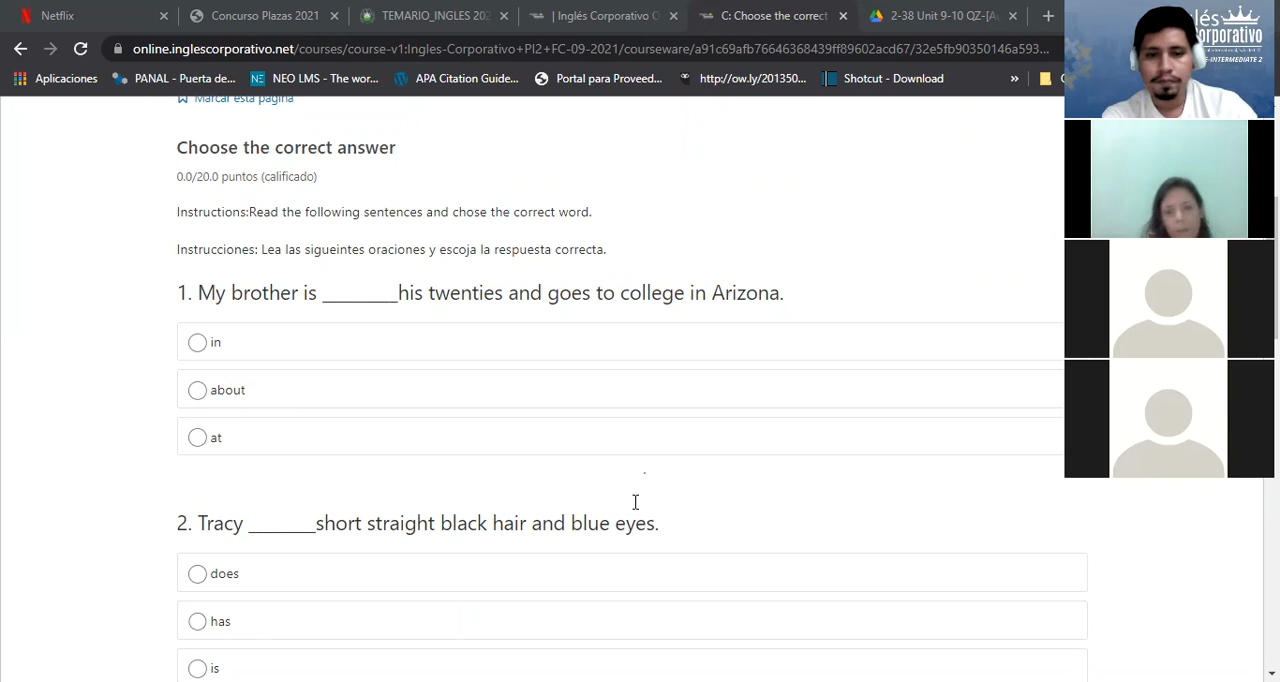 Netflix
Concurso Plazas 2021
TEMARIO_INGLES 202
| Inglés Corporativo O
C: Choose the correct
2-38 Unit 9-10 QZ-[A
online.inglescorporativo.net/courses/course-v1:Ingles-Corporativo+PI2+FC-09-2021/courseware/a91c69afb76646368439ff89602acd67/32e5fb90350146a593...
Aplicaciones
PANAL - Puerta de...
NEO LMS - The wor...
APA Citation Guide...
Portal para Proveed...
http://ow.ly/201350...
Shotcut - Download
»
Marcar esta página
Choose the correct answer
0.0/20.0 puntos (calificado)
Instructions:Read the following sentences and chose the correct word.
Instrucciones: Lea las sigueintes oraciones y escoja la respuesta correcta.
1. My brother is ________his twenties and goes to college in Arizona.
in
about
at
2. Tracy _______short straight black hair and blue eyes.
does
has
is